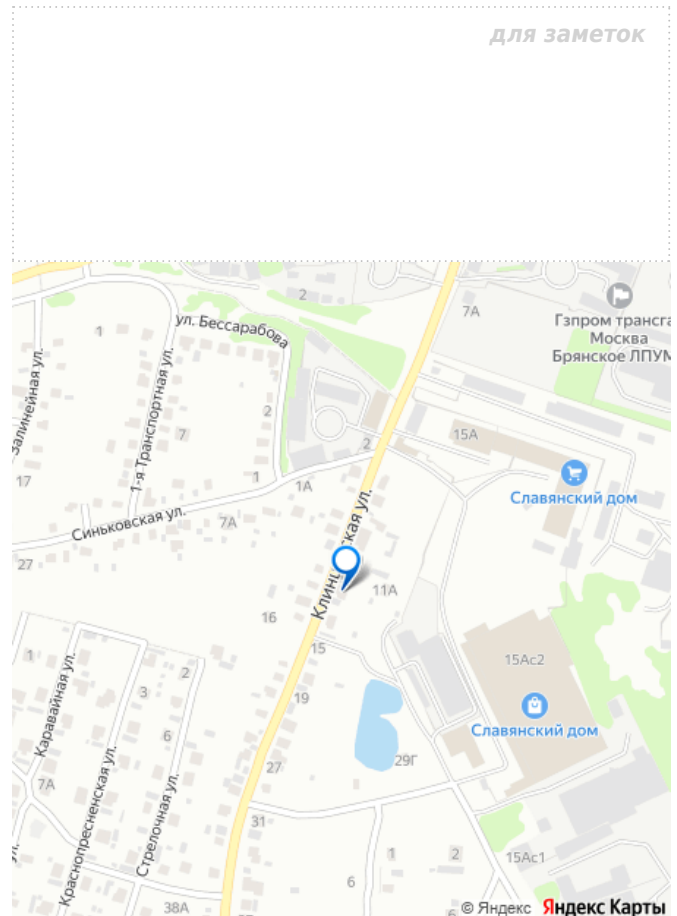 для заметок
2
7А
Гзпром трансга
Москва
Брянское ЛПУМ
ул. Бессарабова
1
Залинейная ул.
1-я Транспортная ул.
2
7
2
15А
Славянский дом
17
1
1А
Синьковская ул.
7А
27
11А
16
15
15Ас2
1
2
Каравайная ул.
3
19
Славянский дом
6
27
29Г
7А
Краснопресненская ул.
Стрелочная ул.
31
1
2
15Ас1
6
38А
© Яндекс Яндекс Карты